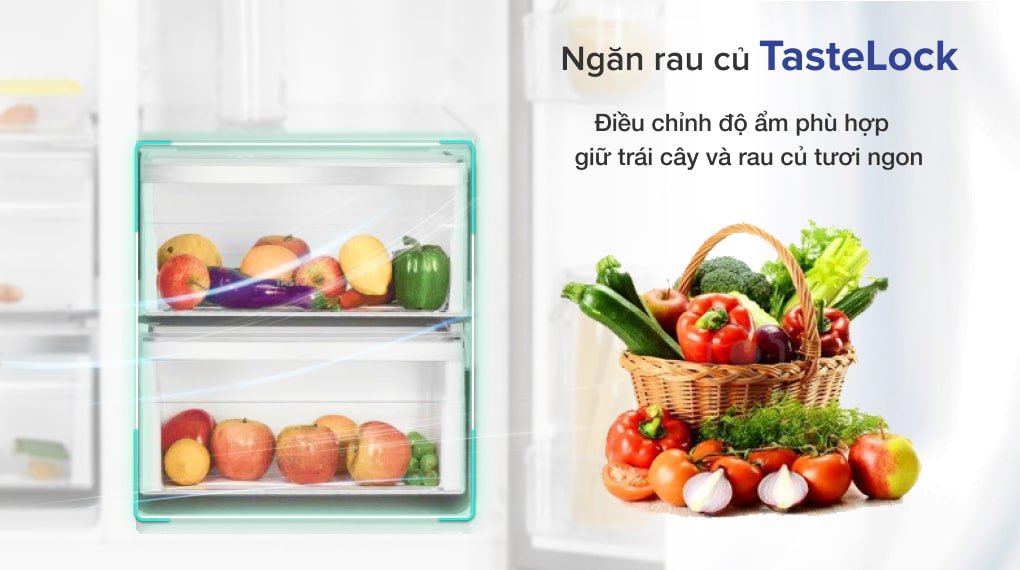 Ngăn rau củ TasteLock
Điều chỉnh độ ẩm phù hợp
giữ trái cây và rau củ tươi ngon